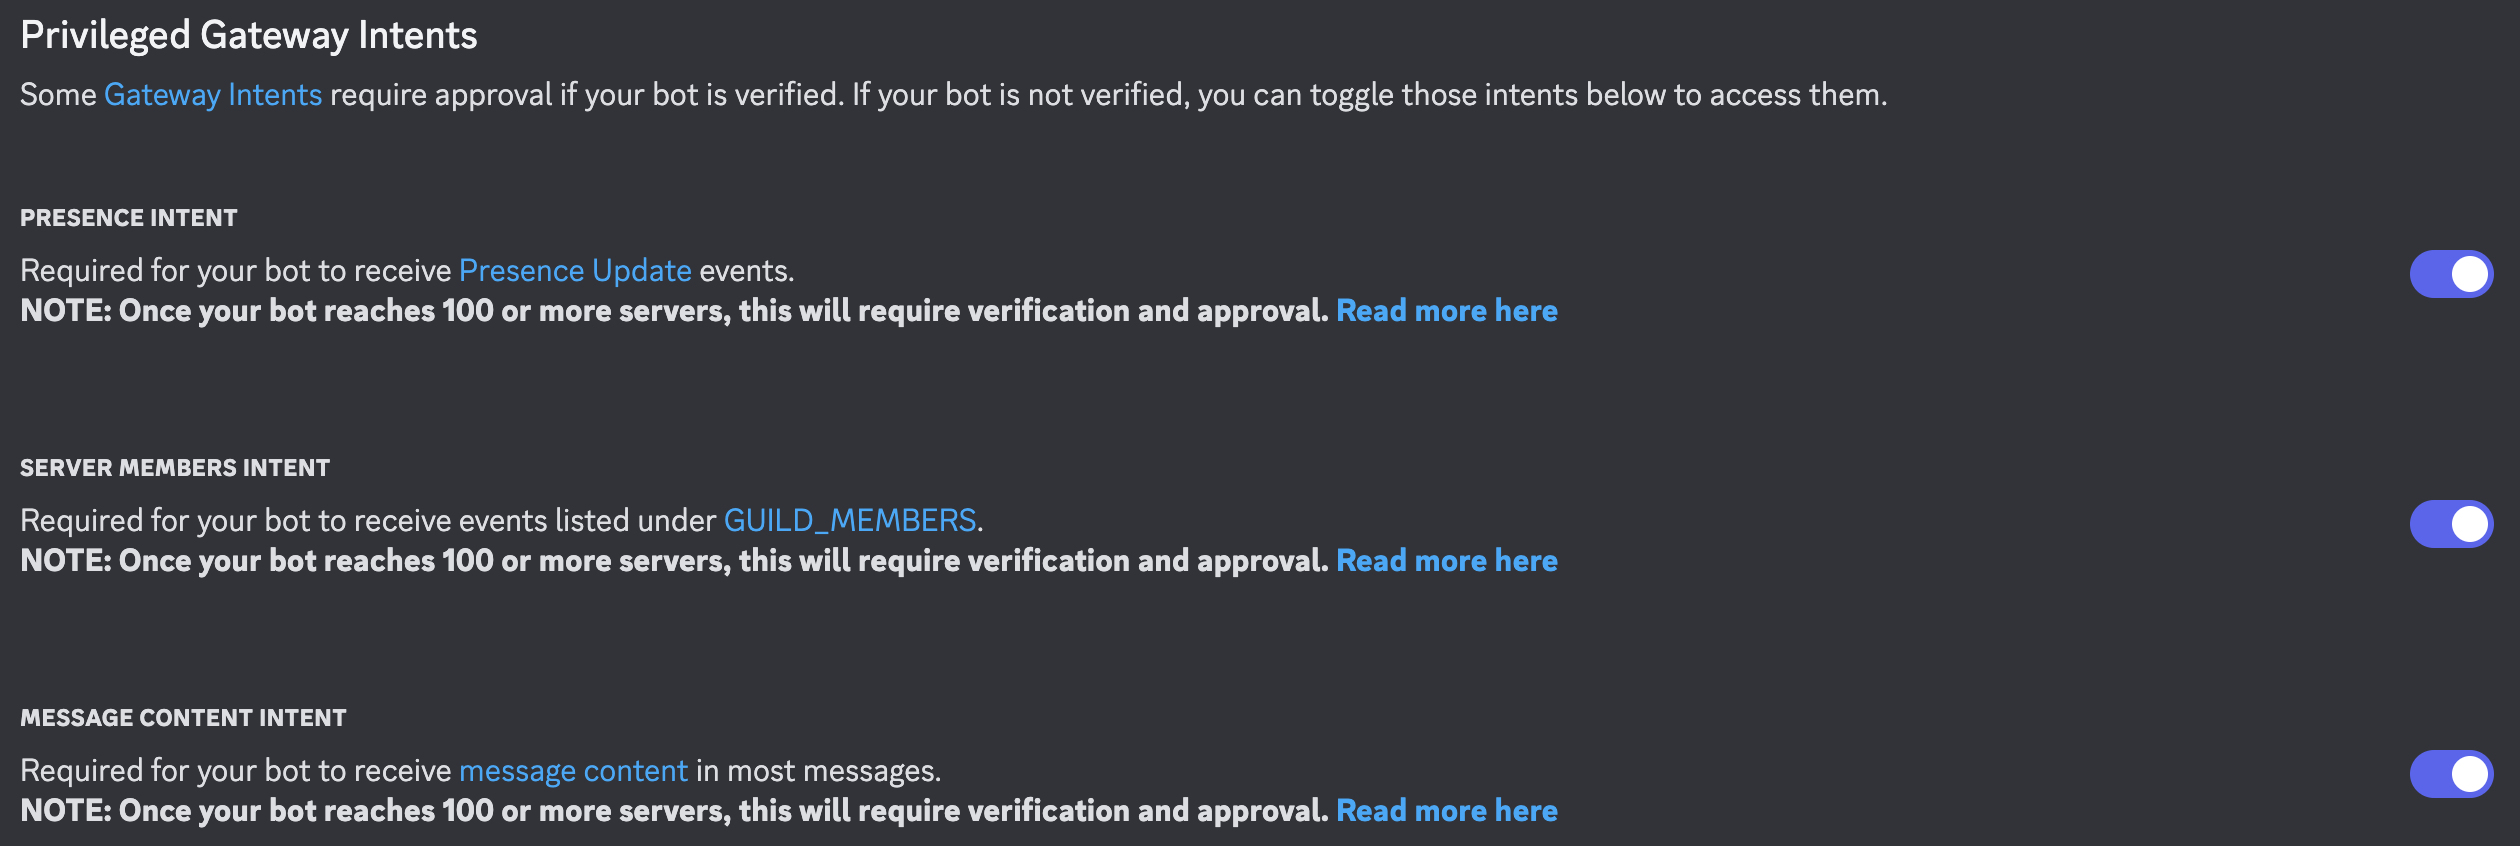 Privileged Gateway Intents
Some Gateway Intents require approval if your bot is verified. If your bot is not verified, you can toggle those intents below to access them.
PRESENCE INTENT
Required for your bot to receive Presence Update events.
NOTE: Once your bot reaches 100 or more servers, this will require verification and approval. Read more here
SERVER MEMBERS INTENT
Required for your bot to receive events listed under GUILD_MEMBERS.
NOTE: Once your bot reaches 100 or more servers, this will require verification and approval. Read more here
MESSAGE CONTENT INTENT
Required for your bot to receive message content in most messages.
NOTE: Once your bot reaches 100 or more servers, this will require verification and approval. Read more here